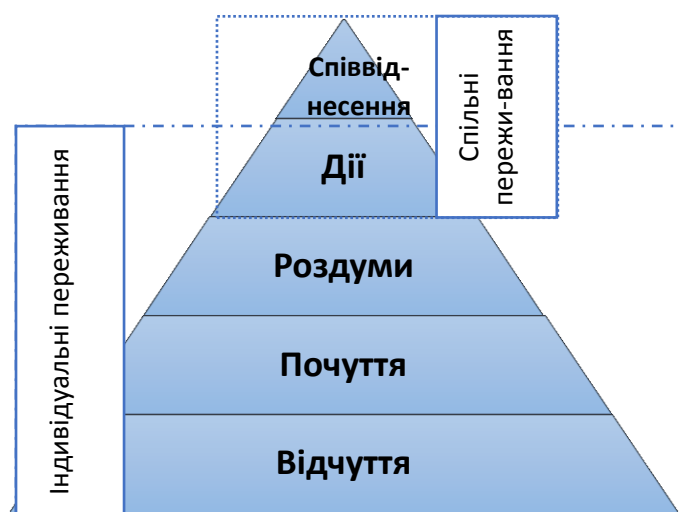 Співвід-
несення
Дії
Роздуми
Почуття
Відчуття
Спільні
пережи-вання
Індивідуальні переживання